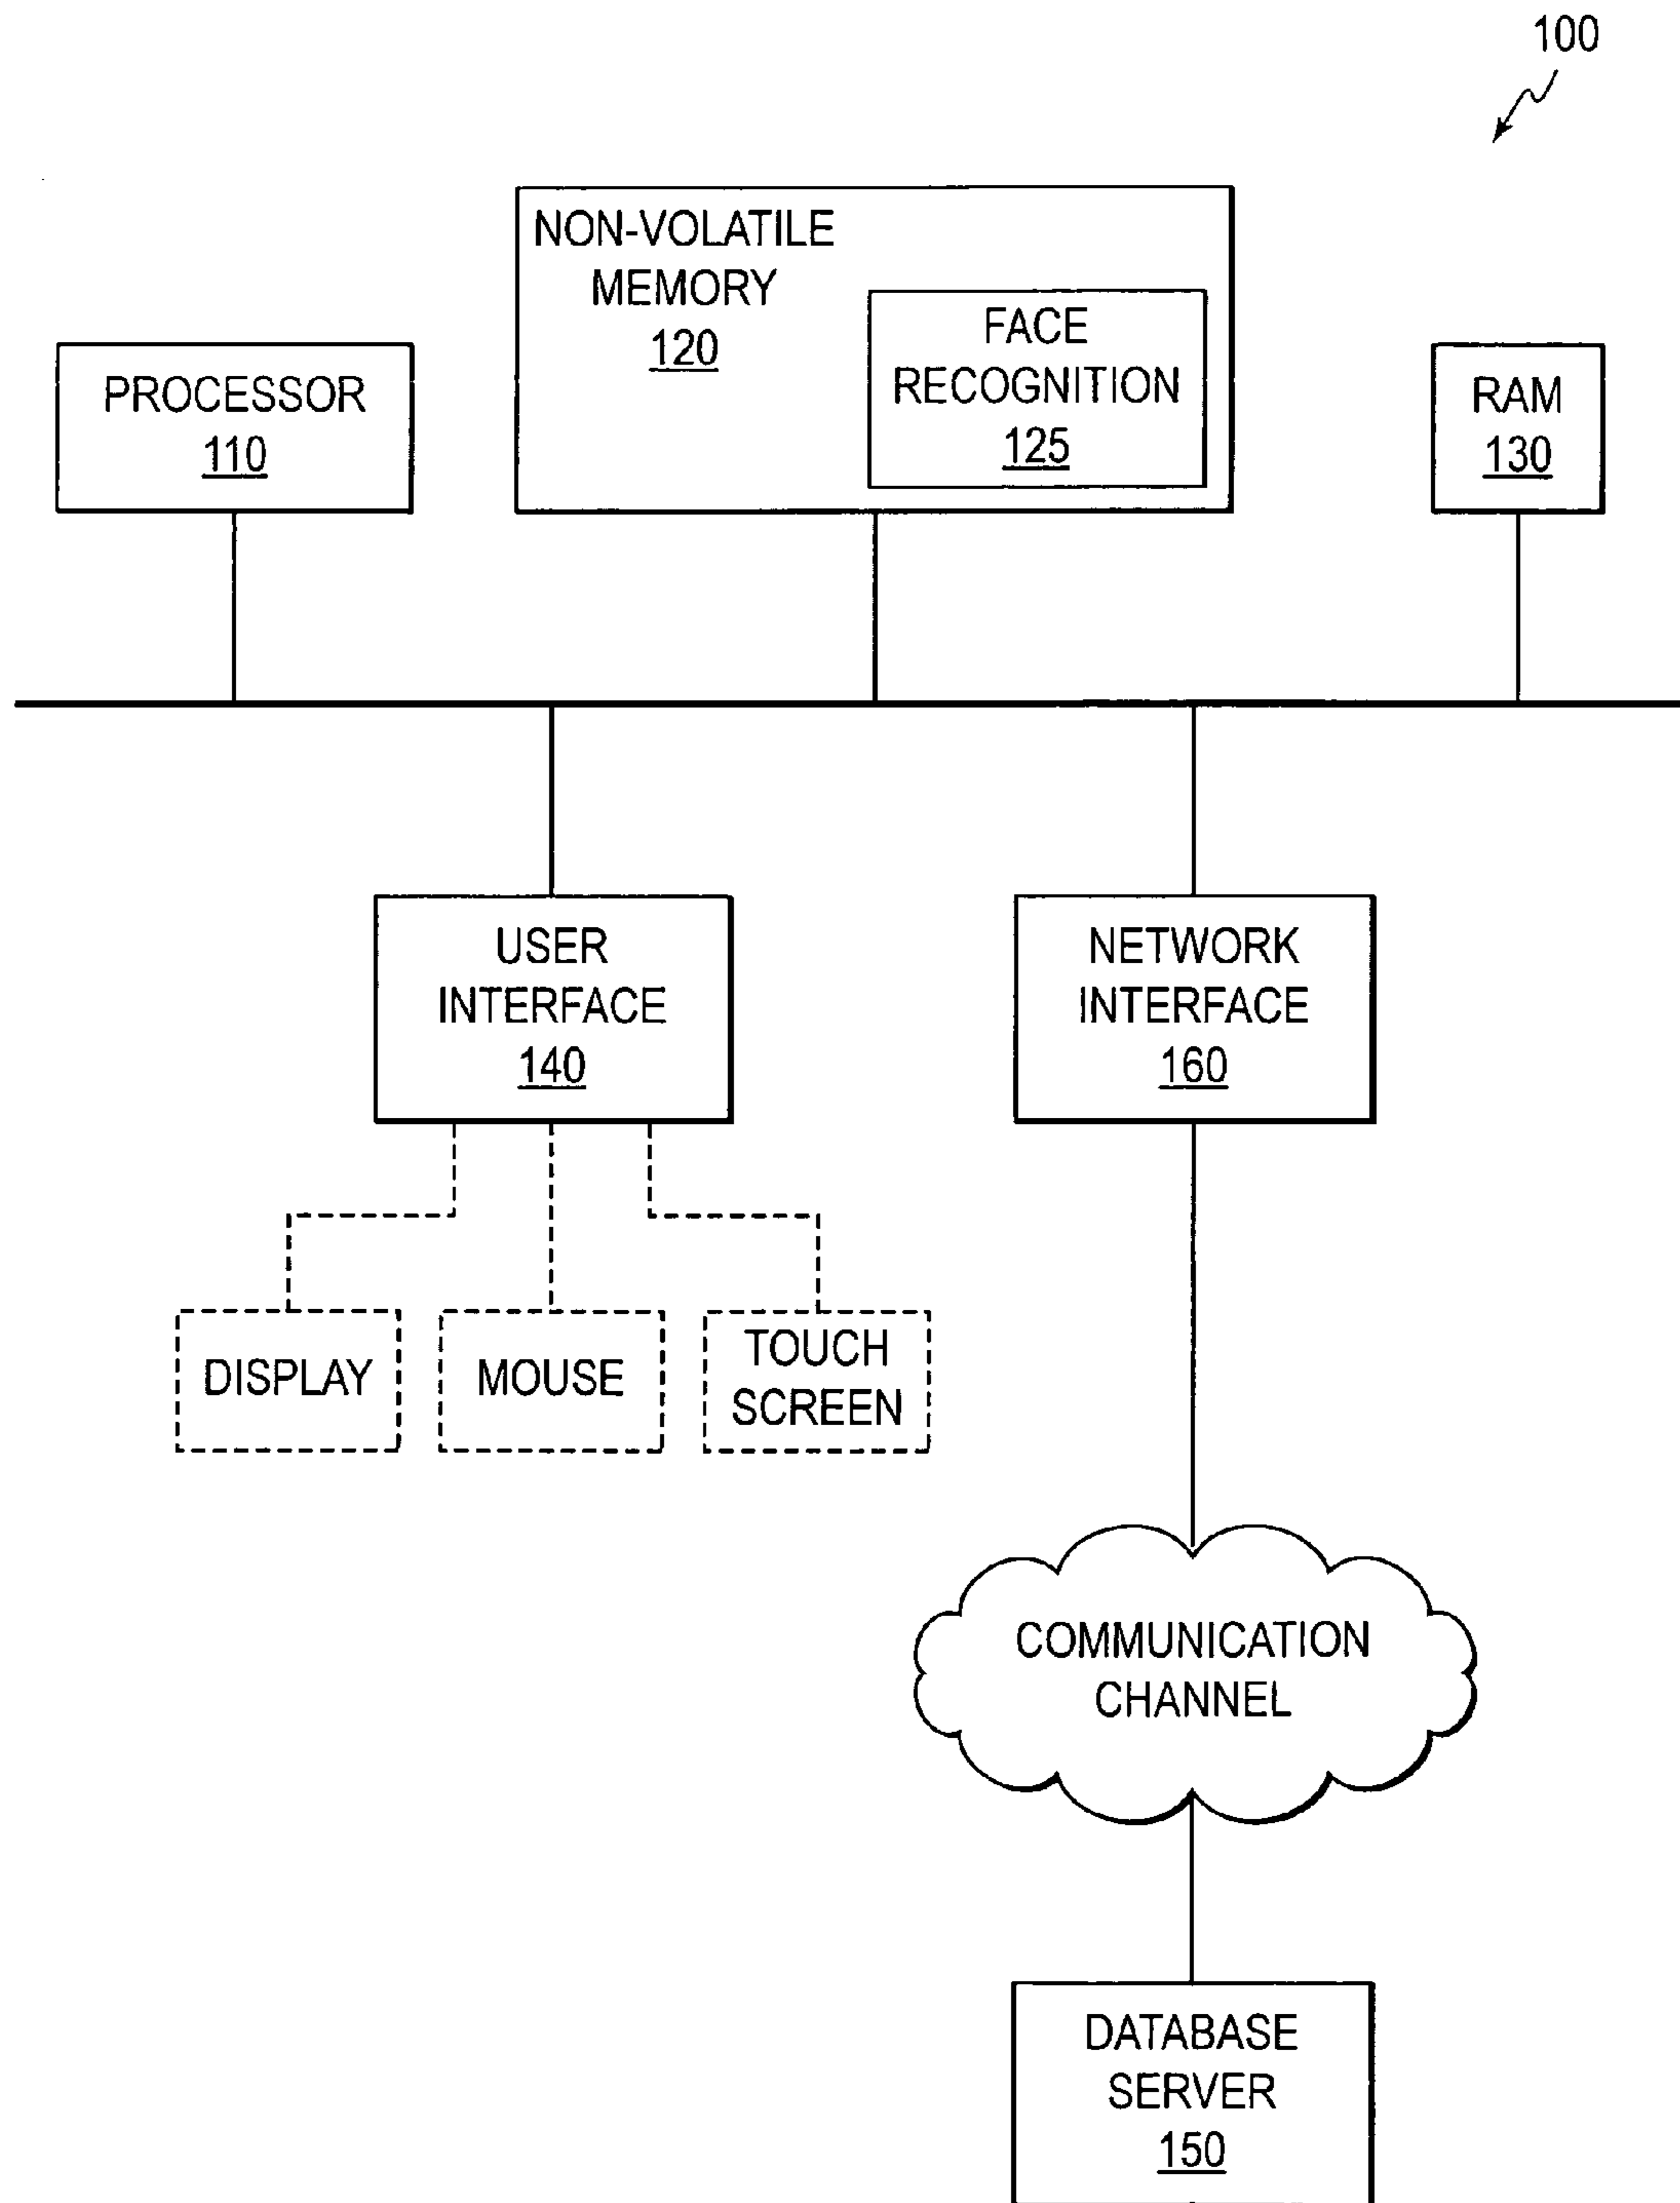 100
NON-VOLATILE
MEMORY
120
FACE
RECOGNITION
125
PROCESSOR
110
RAM
130
USER
INTERFACE
140
NETWORK
INTERFACE
160
DISPLAY
MOUSE
TOUCH
SCREEN
COMMUNICATION
CHANNEL
DATABASE
SERVER
150